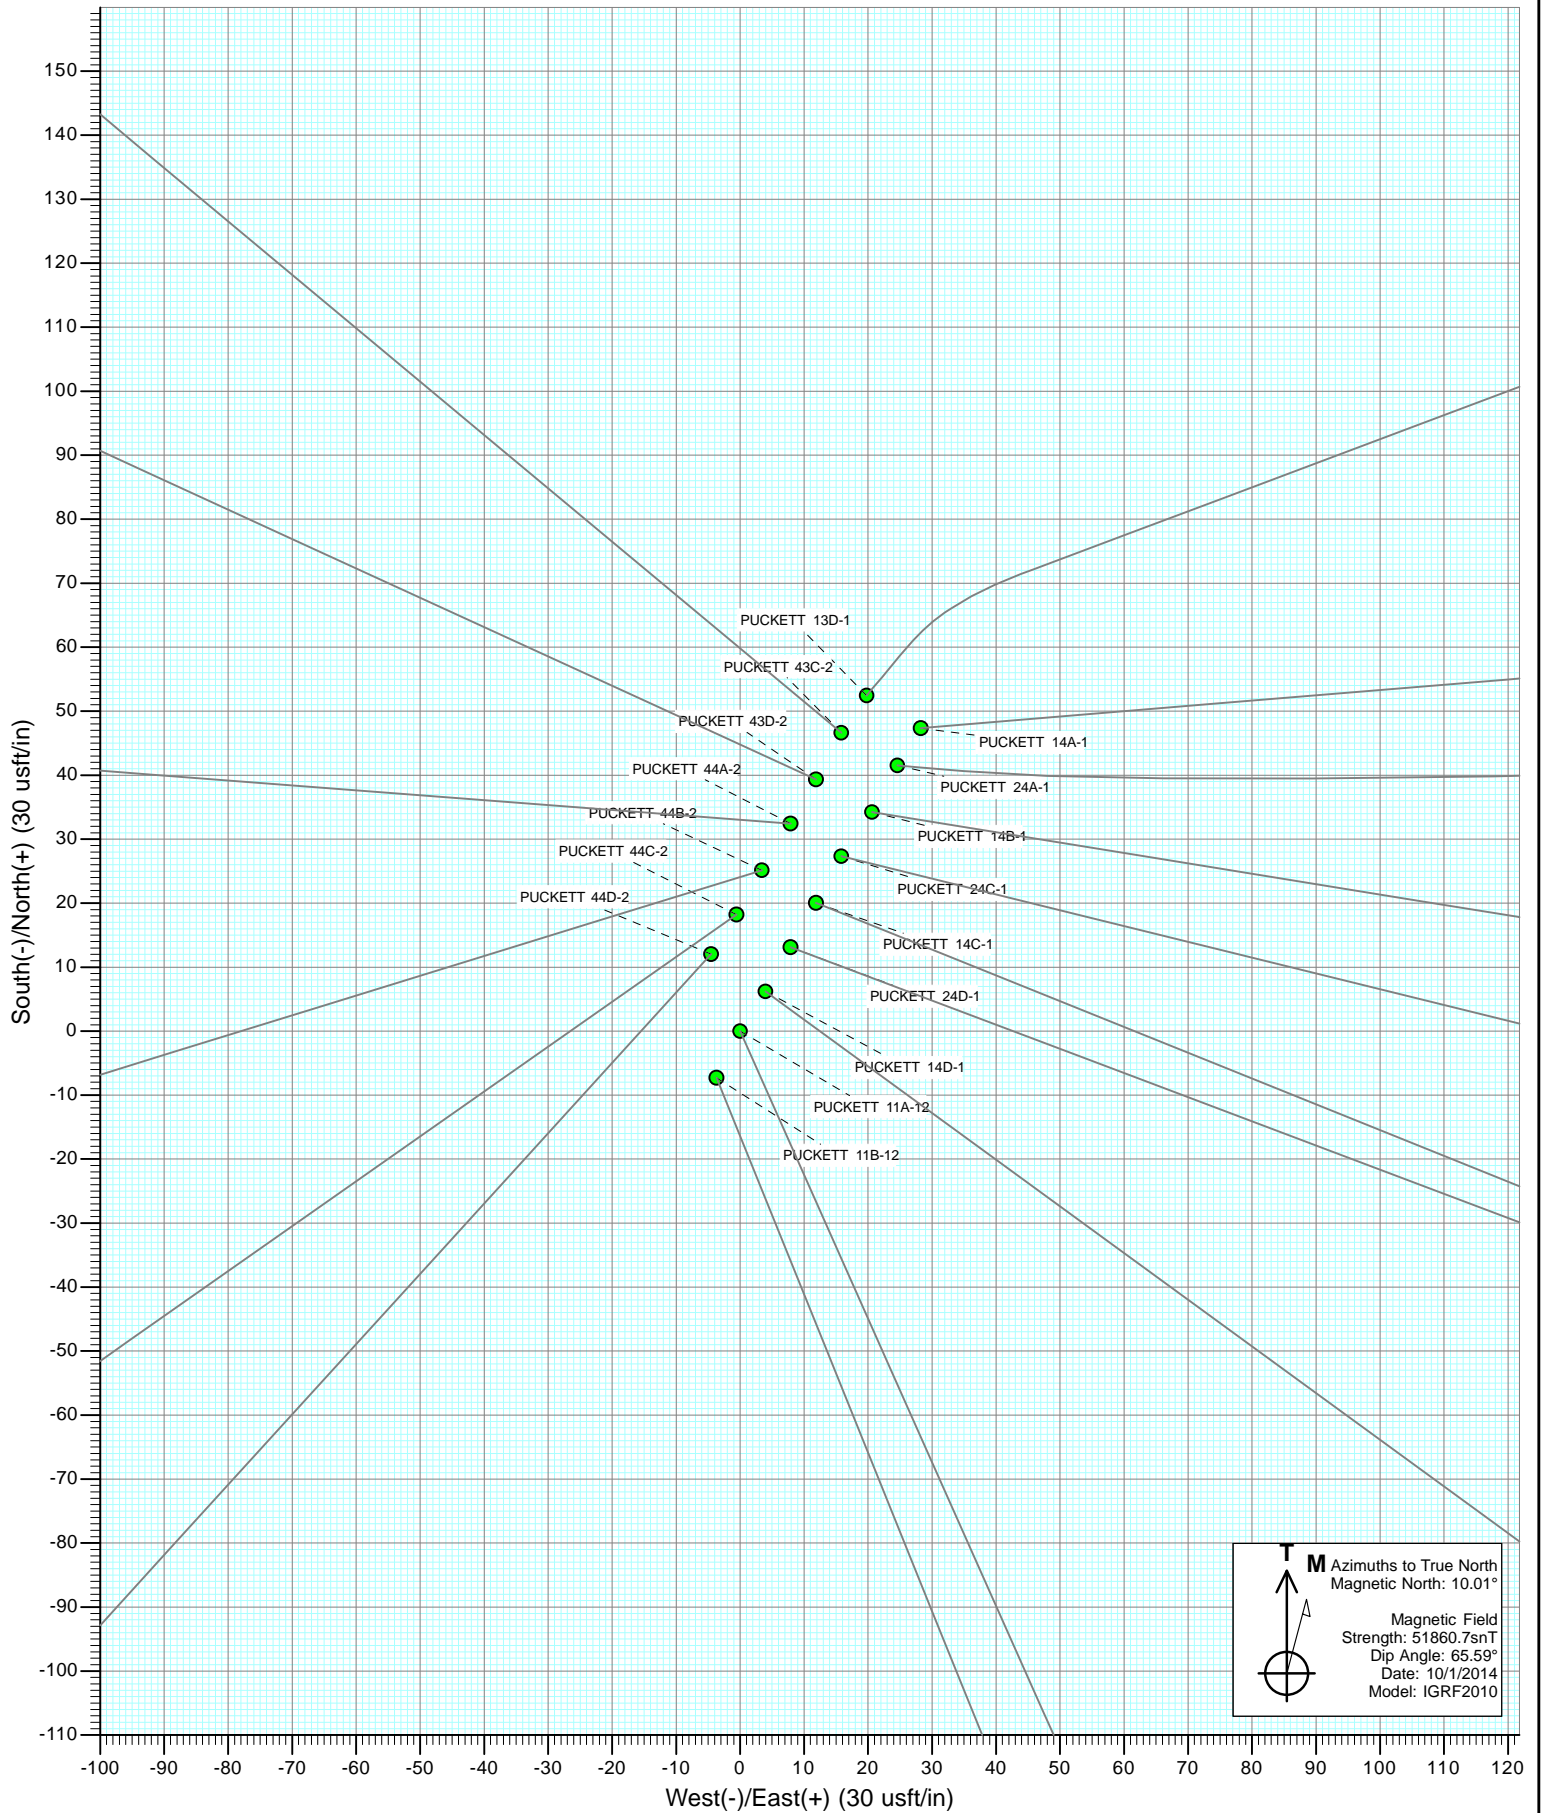 150
140
130
120
110
100
90
80
70
60
50
40
30
20
10
0
-10
-20
-30
-40
-50
-60
-70
-80
-90
-100
-110
South(-)/North(+) (30 usft/in)
PUCKETT 13D-1
PUCKETT 43C-2
PUCKETT 43D-2
PUCKETT 14A-1
PUCKETT 44A-2
PUCKETT 24A-1
PUCKETT 44B-2
PUCKETT 14B-1
PUCKETT 44C-2
PUCKETT 24C-1
PUCKETT 44D-2
PUCKETT 14C-1
PUCKETT 24D-1
PUCKETT 14D-1
PUCKETT 11A-12
PUCKETT 11B-12
T
M
Azimuths to True North
Magnetic North: 10.01°
Magnetic Field
Strength: 51860.7snT
Dip Angle: 65.59°
Date: 10/1/2014
Model: IGRF2010
-100 -90 -80 -70 -60 -50 -40 -30 -20 -10 0 10 20 30 40 50 60 70 80 90 100 110 120
West(-)/East(+) (30 usft/in)